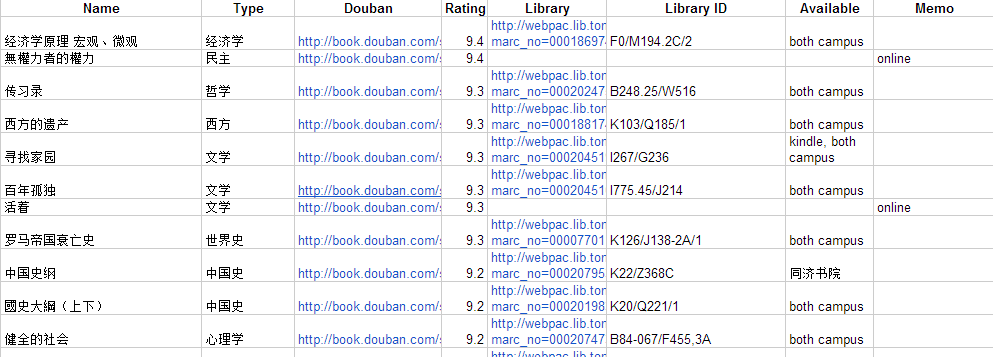 Name Type Douban Rating Library Library ID Available Memo
http://webpac.lib.ton
经济学原理 宏观、微观 经济学 http://book.douban.com/s 9.4 marc_no=00018697 F0/M194.2C/2 both campus
無權力者的權力 民主 http://book.douban.com/s 9.4 online
http://webpac.lib.ton
传习录 哲学 http://book.douban.com/s 9.3 marc_no=00020247 B248.25/W516 both campus
http://webpac.lib.ton
西方的遗产 西方 http://book.douban.com/s 9.3 marc_no=00018817 K103/Q185/1 both campus
http://webpac.lib.ton kindle, both
寻找家园 文学 http://book.douban.com/s 9.3 marc_no=00020451 I267/G236 campus
http://webpac.lib.ton
百年孤独 文学 http://book.douban.com/s 9.3 marc_no=00020451 I775.45/J214 both campus
活着 文学 http://book.douban.com/s 9.3 online
http://webpac.lib.ton
罗马帝国衰亡史 世界史 http://book.douban.com/s 9.3 marc_no=00007701 K126/J138-2A/1 both campus
http://webpac.lib.ton
中国史纲 中国史 http://book.douban.com/s 9.2 marc_no=00020795 K22/Z368C 同济书院
http://webpac.lib.ton
國史大綱（上下） 中国史 http://book.douban.com/s 9.2 marc_no=00020198 K20/Q221/1 both campus
http://webpac.lib.ton
健全的社会 心理学 http://book.douban.com/s 9.2 marc_no=00020747 B84-067/F455,3A both campus
http://webpac.lib.ton